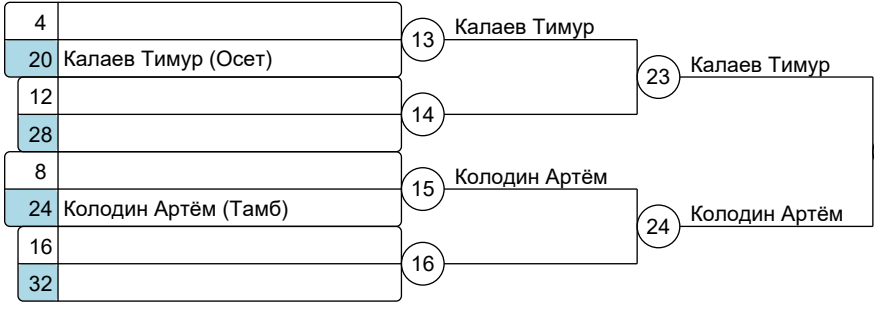 4
20 Калаев Тимур (Осет)
12
28
8
24 Колодин Артём (Тамб)
16
32
13
14
15
16
Калаев Тимур
Колодин Артём
23
24
Калаев Тимур
Колодин Артём